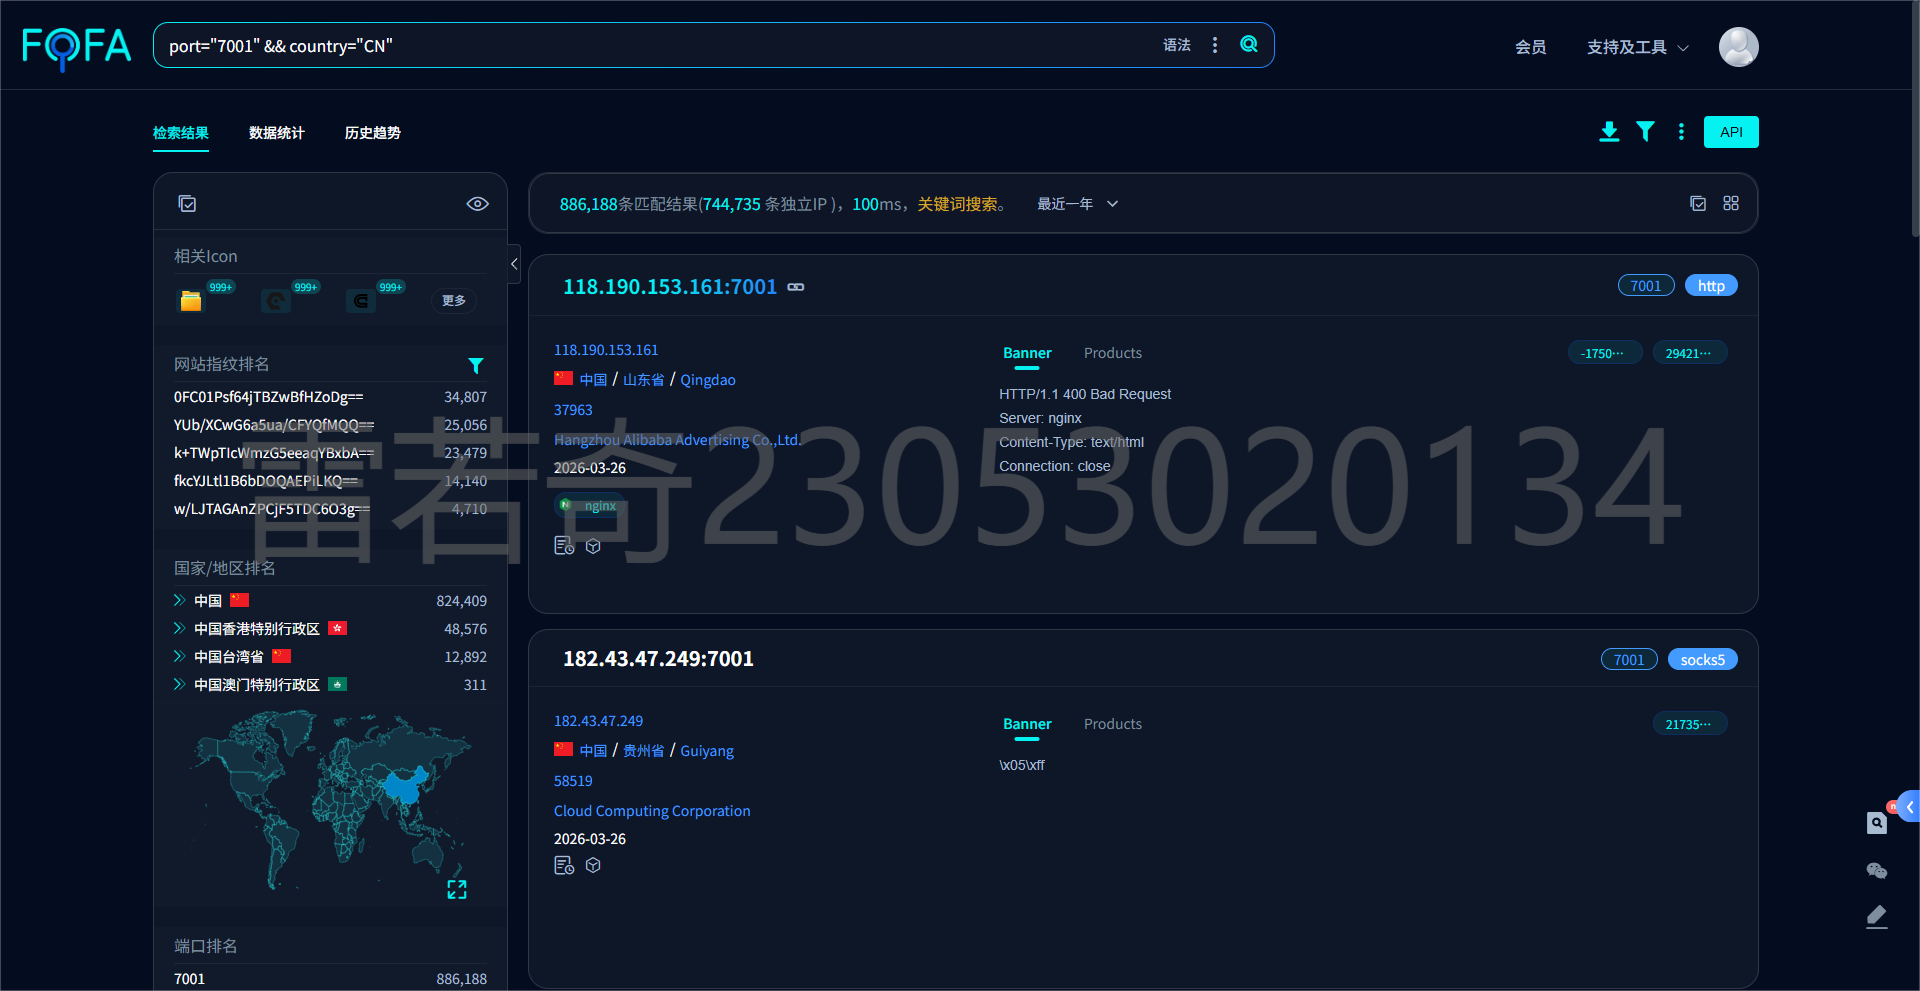 FOFA
port="7001" && country="CN"
语法
会员
支持及工具
检索结果
数据统计
历史趋势
API
886,188条匹配结果(744,735 条独立IP )，100ms，关键词搜索。
最近一年
相关Icon
999+
999+
999+
更多
网站指纹排名
0FC01Psf64jTBZwBfHZoDg== 34,807
YUb/XCwG6a5ua/CFYQfMQQ== 25,056
k+TWpTIcWmzG5eeaqYBxbA== 23,479
fkcYJLtl1B6bDOQAEPiLKQ== 14,140
w/LJTAGAnZPCjF5TDC6O3g== 4,710
国家/地区排名
中国 824,409
中国香港特别行政区 48,576
中国台湾省 12,892
中国澳门特别行政区 311
端口排名
7001 886,188
118.190.153.161:7001
7001
http
118.190.153.161
中国 / 山东省 / Qingdao
37963
Hangzhou Alibaba Advertising Co.,Ltd.
2026-03-26
nginx
Banner
Products
-1750···
29421···
HTTP/1.1 400 Bad Request
Server: nginx
Content-Type: text/html
Connection: close
182.43.47.249:7001
7001
socks5
182.43.47.249
中国 / 贵州省 / Guiyang
58519
Cloud Computing Corporation
2026-03-26
Banner
Products
21735···
\x05\xff
雷若奇23053020134